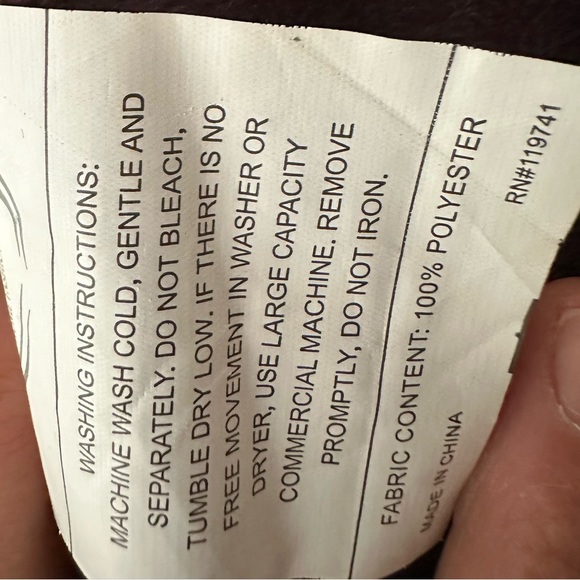 WASHING INSTRUCTIONS:
MACHINE WASH COLD, GENTLE AND
SEPARATELY. DO NOT BLEACH,
TUMBLE DRY LOW. IF THERE IS NO
FREE MOVEMENT IN WASHER OR
DRYER, USE LARGE CAPACITY
COMMERCIAL MACHINE. REMOVE
PROMPTLY, DO NOT IRON.
FABRIC CONTENT: 100% POLYESTER
MADE IN CHINA
RN#119741